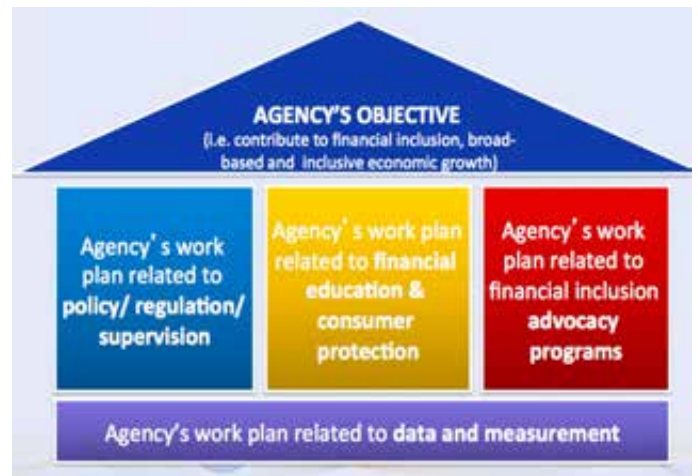 AGENCY'S OBJECTIVE
(i.e. contribute to financial inclusion, broad-
based and inclusive economic growth)
Agency's work
plan related to
policy/ regulation/
supervision
Agency's work plan
related to financial
education &
consumer
protection
Agency's work
plan related to
financial inclusion
advocacy
programs
Agency's work plan related to data and measurement